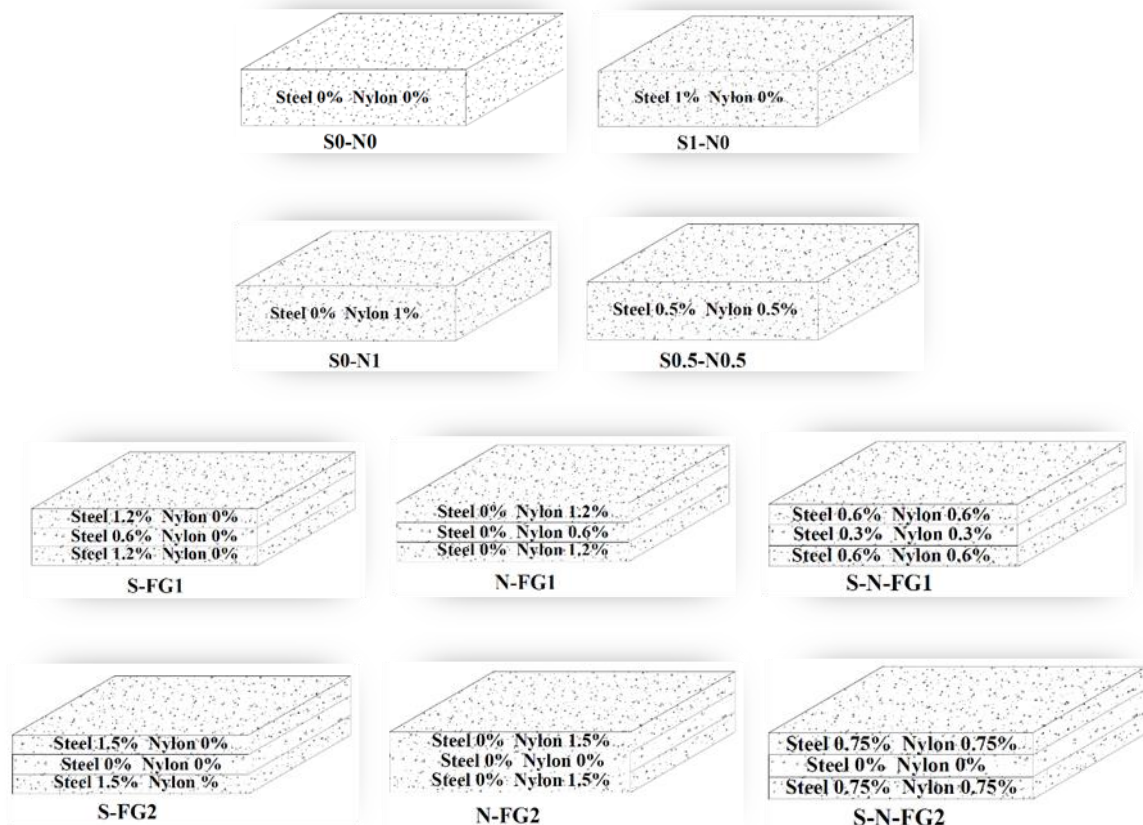 Steel 0% Nylon 0%
S0-N0
Steel 1% Nylon 0%
S1-N0
Steel 0% Nylon 1%
S0-N1
Steel 0.5% Nylon 0.5%
S0.5-N0.5
Steel 1.2% Nylon 0%
Steel 0.6% Nylon 0%
Steel 1.2% Nylon 0%
S-FG1
Steel 0% Nylon 1.2%
Steel 0% Nylon 0.6%
Steel 0% Nylon 1.2%
N-FG1
Steel 0.6% Nylon 0.6%
Steel 0.3% Nylon 0.3%
Steel 0.6% Nylon 0.6%
S-N-FG1
Steel 1.5% Nylon 0%
Steel 0% Nylon 0%
Steel 1.5% Nylon %
S-FG2
Steel 0% Nylon 1.5%
Steel 0% Nylon 0%
Steel 0% Nylon 1.5%
N-FG2
Steel 0.75% Nylon 0.75%
Steel 0% Nylon 0%
Steel 0.75% Nylon 0.75%
S-N-FG2